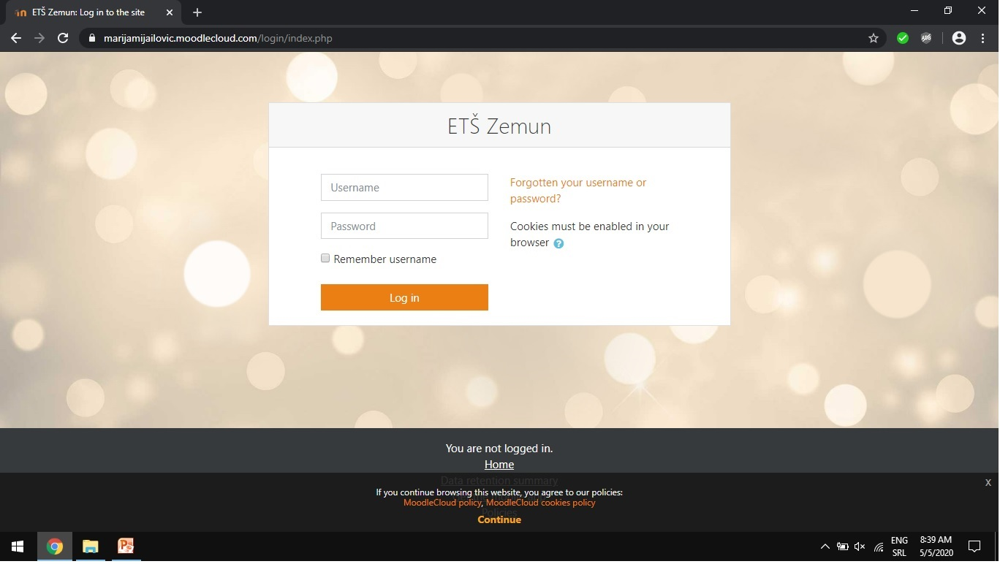 ETŠ Zemun: Log in to the site
marijamijailovic.moodlecloud.com/login/index.php
ABP
ETŠ Zemun
Username
Password
Remember username
Log in
Forgotten your username or
password?
Cookies must be enabled in your
browser
You are not logged in.
Home
Data retention summary
If you continue browsing this website, you agree to our policies:
MoodleCloud policy, MoodleCloud cookies policy
Policies
Continue
x
ENG
SRL
8:39 AM
5/5/2020